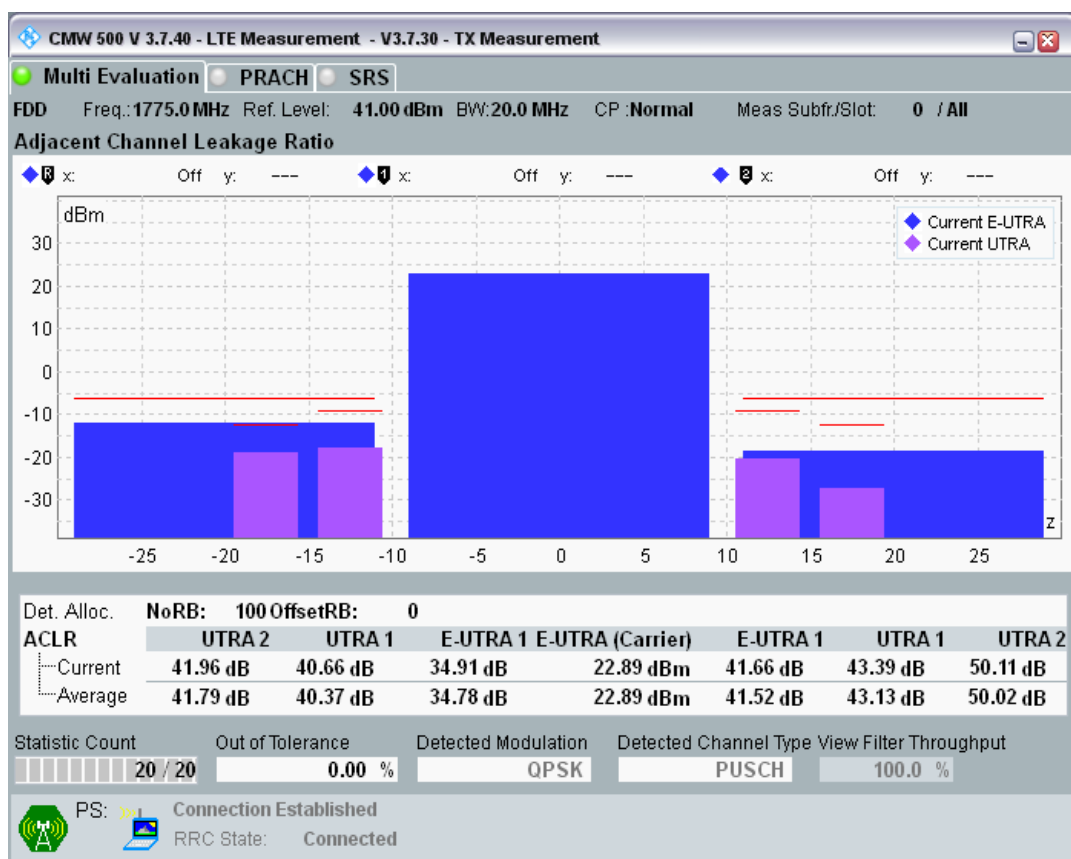 CMW 500 V 3.7.40 - LTE Measurement - V3.7.30 - TX Measurement
Multi Evaluation PRACH SRS
FDD Freq.: 1775.0 MHz Ref. Level: 41.00 dBm BW: 20.0 MHz CP : Normal Meas Subfr./Slot: 0 / All
Adjacent Channel Leakage Ratio
R x: Off y: --- 1 x: Off y: --- 2 x: Off y: ---
dBm
Current E-UTRA
Current UTRA
30
20
10
0
-10
-20
-30
z
-25 -20 -15 -10 -5 0 5 10 15 20 25
Det. Alloc. NoRB: 100 OffsetRB: 0
ACLR UTRA 2 UTRA 1 E-UTRA 1 E-UTRA (Carrier) E-UTRA 1 UTRA 1 UTRA 2
Current 41.96 dB 40.66 dB 34.91 dB 22.89 dBm 41.66 dB 43.39 dB 50.11 dB
Average 41.79 dB 40.37 dB 34.78 dB 22.89 dBm 41.52 dB 43.13 dB 50.02 dB
Statistic Count Out of Tolerance Detected Modulation Detected Channel Type View Filter Throughput
20 / 20 0.00 % QPSK PUSCH 100.0 %
PS: Connection Established
RRC State: Connected